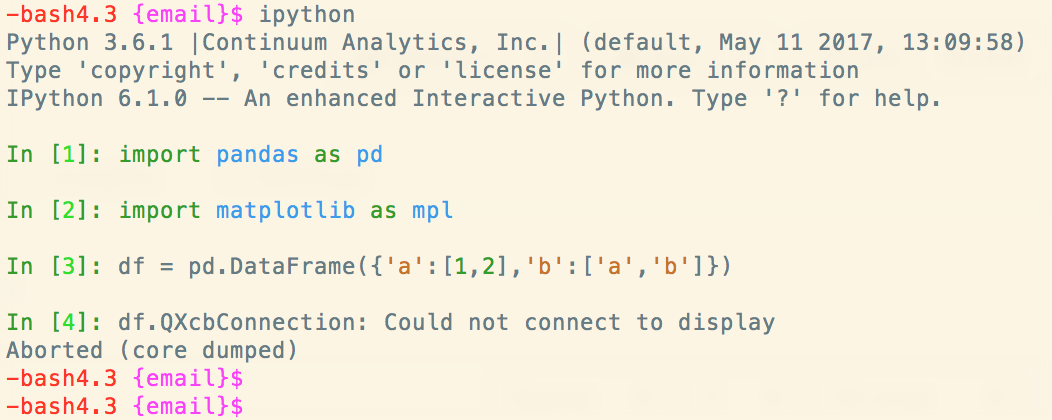 -bash4.3 {email}$ ipython
Python 3.6.1 |Continuum Analytics, Inc.| (default, May 11 2017, 13:09:58)
Type 'copyright', 'credits' or 'license' for more information
IPython 6.1.0 -- An enhanced Interactive Python. Type '?' for help.
In [1]: import pandas as pd
In [2]: import matplotlib as mpl
In [3]: df = pd.DataFrame({'a':[1,2],'b':['a','b']})
In [4]: df.QXcbConnection: Could not connect to display
Aborted (core dumped)
-bash4.3 {email}$
-bash4.3 {email}$